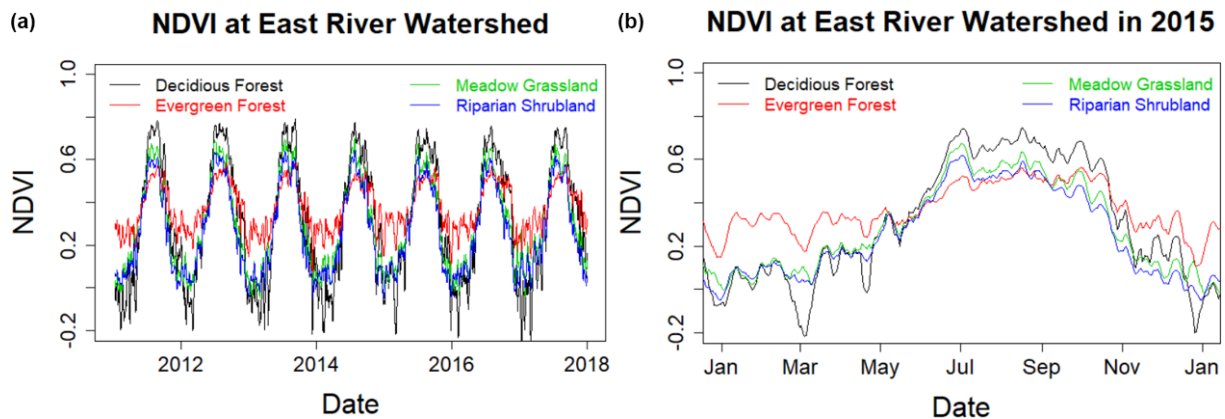 (a) NDVI at East River Watershed
NDVI
1.0
0.6
0.2
-0.2
Decidious Forest Meadow Grassland
Evergreen Forest Riparian Shrubland
2012 2014 2016 2018
Date
(b) NDVI at East River Watershed in 2015
NDVI
1.0
0.6
0.2
-0.2
Decidious Forest Meadow Grassland
Evergreen Forest Riparian Shrubland
Jan Mar May Jul Sep Nov Jan
Date